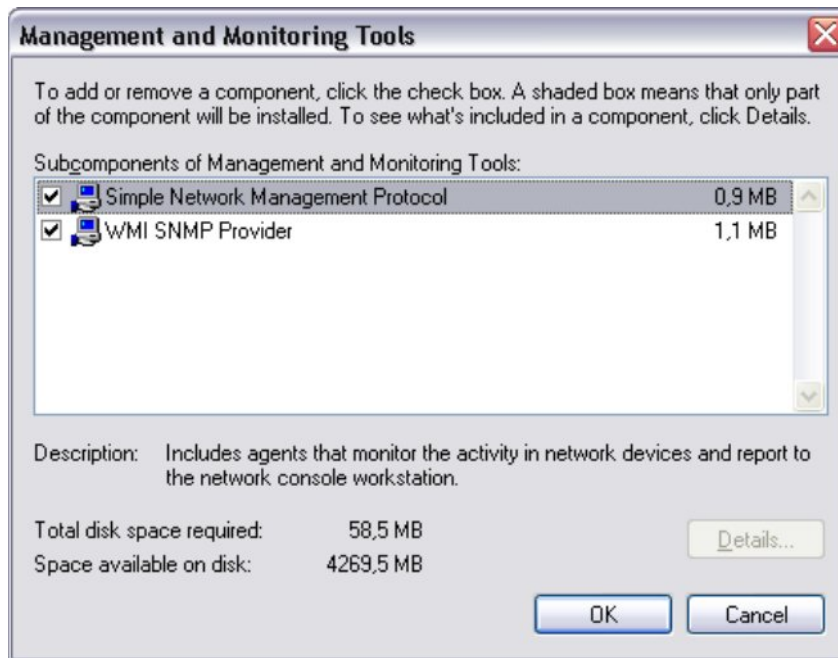 Management and Monitoring Tools
To add or remove a component, click the check box. A shaded box means that only part
of the component will be installed. To see what's included in a component, click Details.
Subcomponents of Management and Monitoring Tools:
Simple Network Management Protocol 0,9 MB
WMI SNMP Provider 1,1 MB
Description: Includes agents that monitor the activity in network devices and report to
the network console workstation.
Total disk space required: 58,5 MB
Details...
Space available on disk: 4269,5 MB
OK Cancel